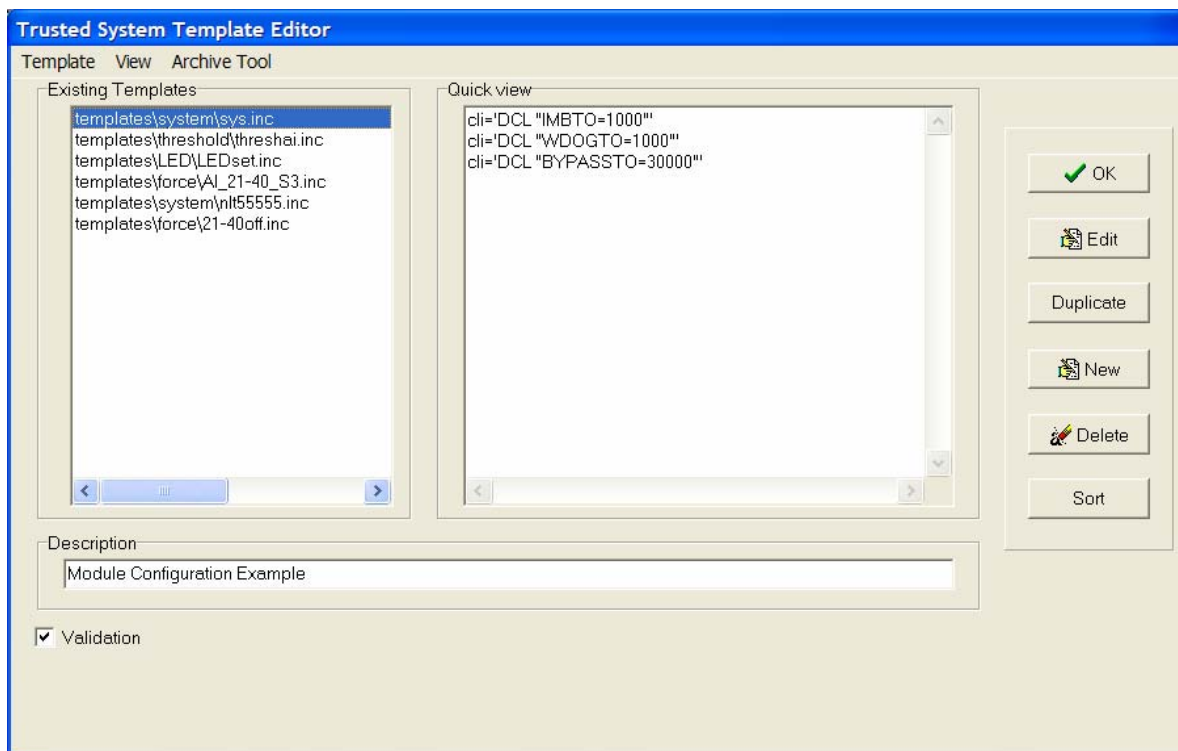 Trusted System Template Editor
Template View Archive Tool
Existing Templates
templates\system\sys.inc
templates\threshold\threshai.inc
templates\LED\LEDset.inc
templates\force\AI_21-40_S3.inc
templates\system\nlt55555.inc
templates\force\21-40off.inc
Quick view
cli='DCL "IMBTO=1000"'
cli='DCL "WDOGTO=1000"'
cli='DCL "BYPASSTO=30000"'
OK
Edit
Duplicate
New
Delete
Sort
Description
Module Configuration Example
Validation